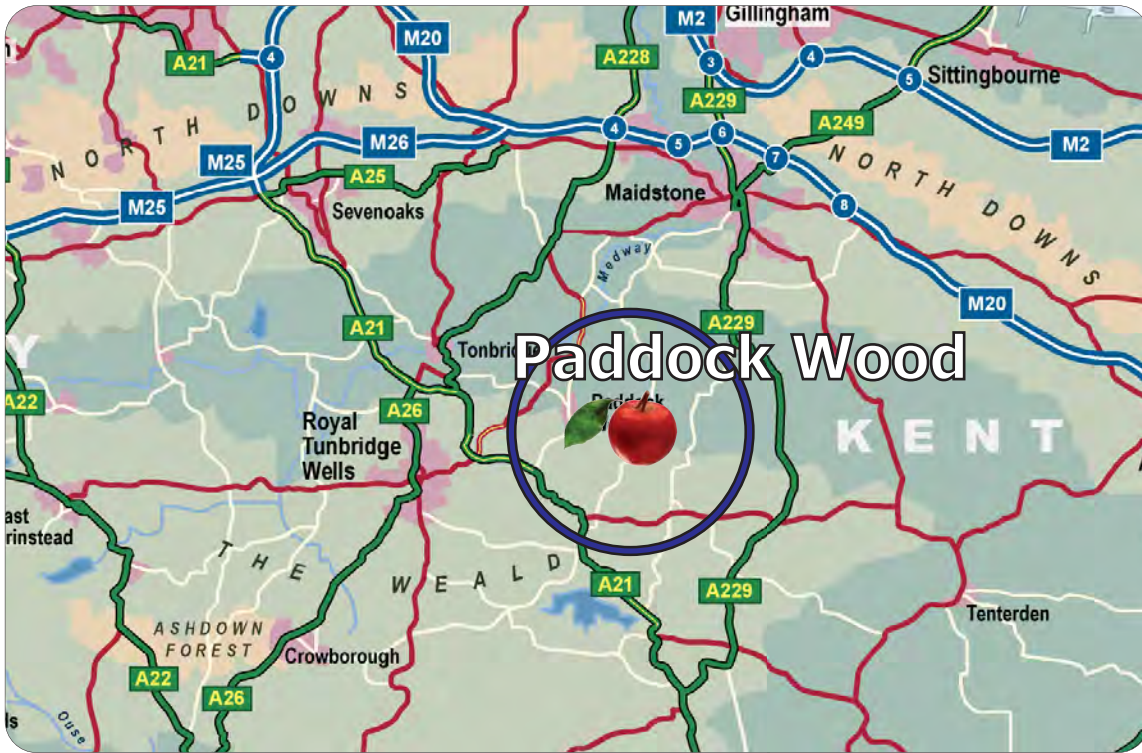 M20
M2
Gillingham
A21
4
A228
3
4
5
Sittingbourne
A229
NORTH DOWNS
A249
M26
4
5
6
M2
M25
7
NORTH DOWNS
A25
Maidstone
M25
Sevenoaks
8
Medway
M20
A21
A229
Tonbridge
Paddock Wood
Paddock
A22
A26
Royal
Tunbridge
Wells
KENT
THE WEALD
A21
A229
Tenterden
ASHDOWN
FOREST
Crowborough
A22
A26
Ouse